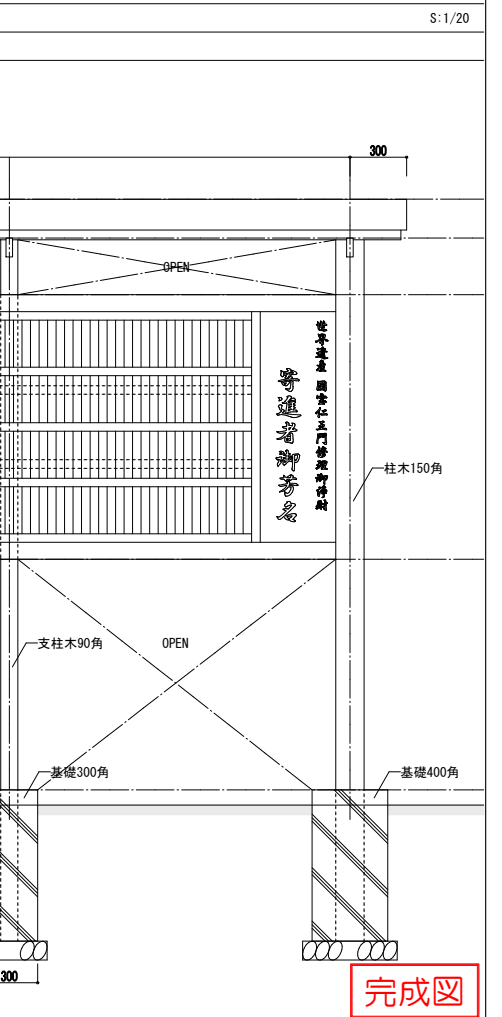 S:1/20
300
OPEN
世界遺産 国宝仁王門修理御浄財
寄進者御芳名
柱木150角
支柱木90角
OPEN
基礎300角
基礎400角
300
完成図